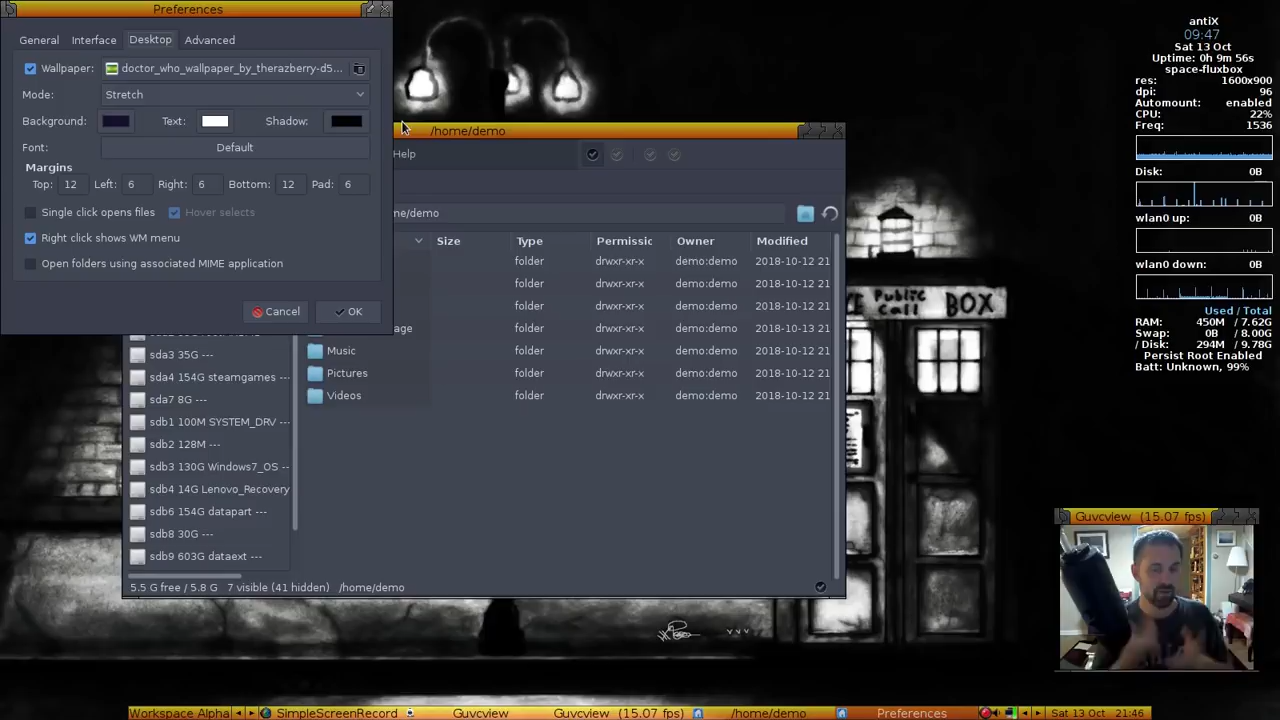 Preferences
General Interface Desktop Advanced
Wallpaper: doctor_who_wallpaper_by_therazberry-d5...
Mode: Stretch
Background: Text: Shadow:
Font: Default
Margins
Top: 12 Left: 6 Right: 6 Bottom: 12 Pad: 6
Single click opens files Hover selects
Right click shows WM menu
Open folders using associated MIME application
Cancel OK
/home/demo
Help
me/demo
Size Type Permissic Owner Modified
folder drwxr-xr-x demo:demo 2018-10-12 21
folder drwxr-xr-x demo:demo 2018-10-12 21
folder drwxr-xr-x demo:demo 2018-10-12 21
age folder drwxr-xr-x demo:demo 2018-10-13 21
Music folder drwxr-xr-x demo:demo 2018-10-12 21
Pictures folder drwxr-xr-x demo:demo 2018-10-12 21
Videos folder drwxr-xr-x demo:demo 2018-10-12 21
sda3 35G ---
sda4 154G steamgames ---
sda7 8G ---
sdb1 100M SYSTEM_DRV ---
sdb2 128M ---
sdb3 130G Windows7_OS --
sdb4 14G Lenovo_Recovery
sdb6 154G datapart ---
sdb8 30G ---
sdb9 603G dataext ---
5.5 G free / 5.8 G 7 visible (41 hidden) /home/demo
Public
Call
BOX
antiX
09:47
Sat 13 Oct
Uptime: 0h 9m 56s
space-fluxbox
res: 1600x900
dpi: 96
Automount: enabled
CPU: 22%
Freq: 1536
Disk: 0B
wlan0 up: 0B
wlan0 down: 0B
Used / Total
RAM: 450M / 7.62G
Swap: 0B / 8.00G
/ Disk: 294M / 9.78G
Persist Root Enabled
Batt: Unknown, 99%
Guvcview (15.07 fps)
Workspace Alpha SimpleScreenRecord Guvcview Guvcview (15.07 fps) /home/demo Preferences Sat 13 Oct 21:46